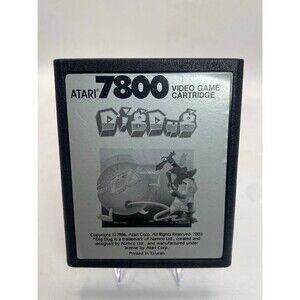 ATARI 7800 VIDEO GAME
CARTRIDGE
DIG DUG
Copyright © 1986, Atari Corp. All Rights Reserved.
"Dig Dug is a trademark of Namco Ltd., created and
designed by Namco Ltd., and manufactured under
license by Atari Corp.
Printed in Taiwan